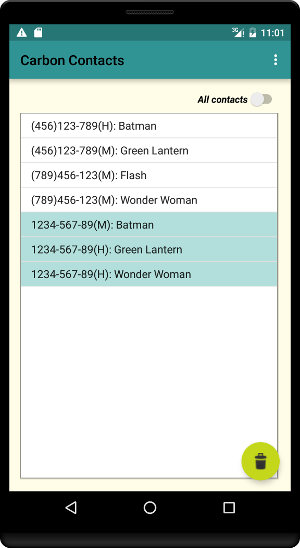 3G
11:01
Carbon Contacts
All contacts
(456)123-789(H): Batman
(456)123-789(M): Green Lantern
(789)456-123(M): Flash
(789)456-123(M): Wonder Woman
1234-567-89(M): Batman
1234-567-89(H): Green Lantern
1234-567-89(H): Wonder Woman